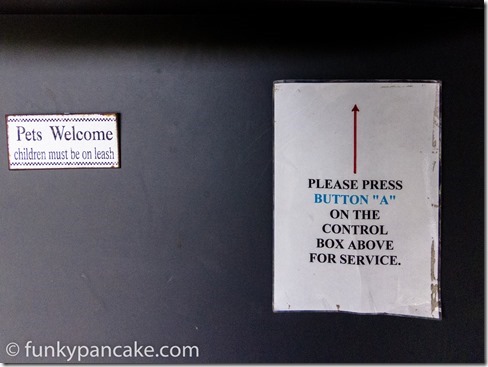 Pets Welcome
children must be on leash
PLEASE PRESS
BUTTON "A"
ON THE
CONTROL
BOX ABOVE
FOR SERVICE.
© funkypancake.com